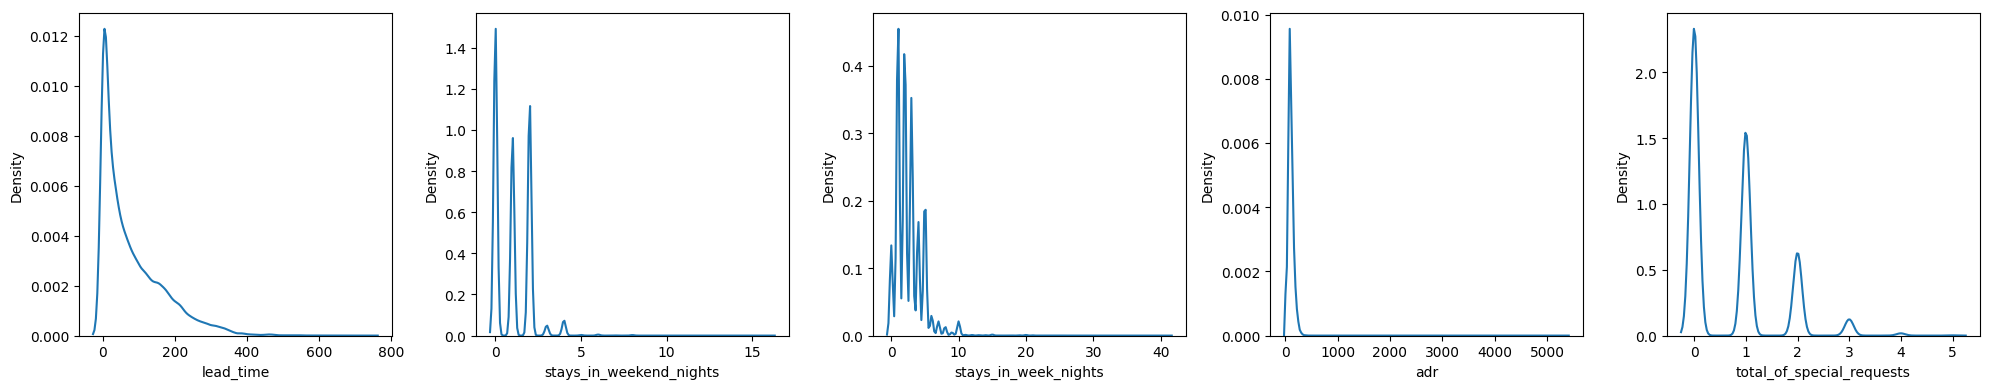 0.012
0.010
0.008
0.006
0.004
0.002
0.000
Density
0 200 400 600 800
lead_time
1.4
1.2
1.0
0.8
0.6
0.4
0.2
0.0
Density
0 5 10 15
stays_in_weekend_nights
0.4
0.3
0.2
0.1
0.0
Density
0 10 20 30 40
stays_in_week_nights
0.010
0.008
0.006
0.004
0.002
0.000
Density
0 1000 2000 3000 4000 5000
adr
2.0
1.5
1.0
0.5
0.0
Density
0 1 2 3 4 5
total_of_special_requests